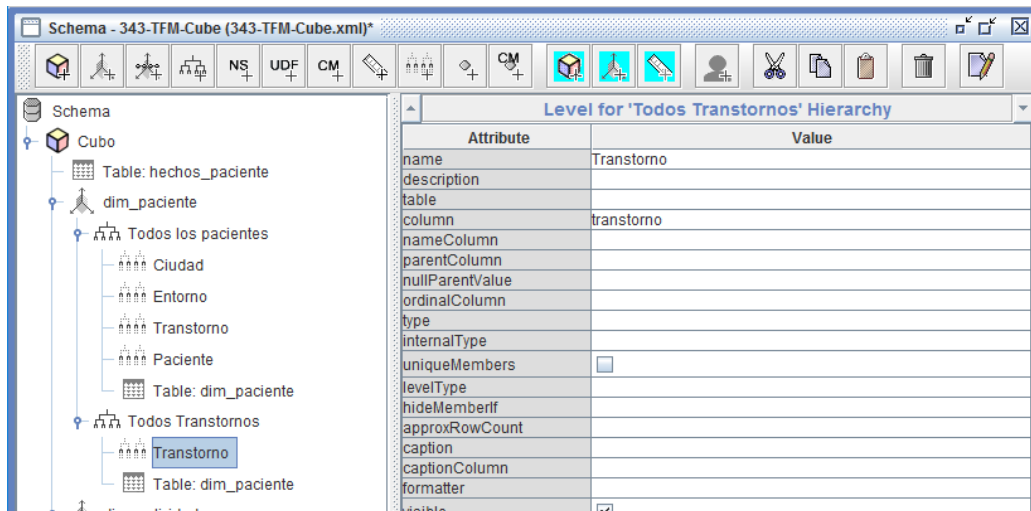 Schema - 343-TFM-Cube (343-TFM-Cube.xml)*
NS UDF CM CM
Schema
Cubo
Table: hechos_paciente
dim_paciente
Todos los pacientes
Ciudad
Entorno
Transtorno
Paciente
Table: dim_paciente
Todos Transtornos
Transtorno
Table: dim_paciente
Level for 'Todos Transtornos' Hierarchy
Attribute Value
name Transtorno
description
table
column transtorno
nameColumn
parentColumn
nullParentValue
ordinalColumn
type
internalType
uniqueMembers
levelType
hideMemberIf
approxRowCount
caption
captionColumn
formatter
visible